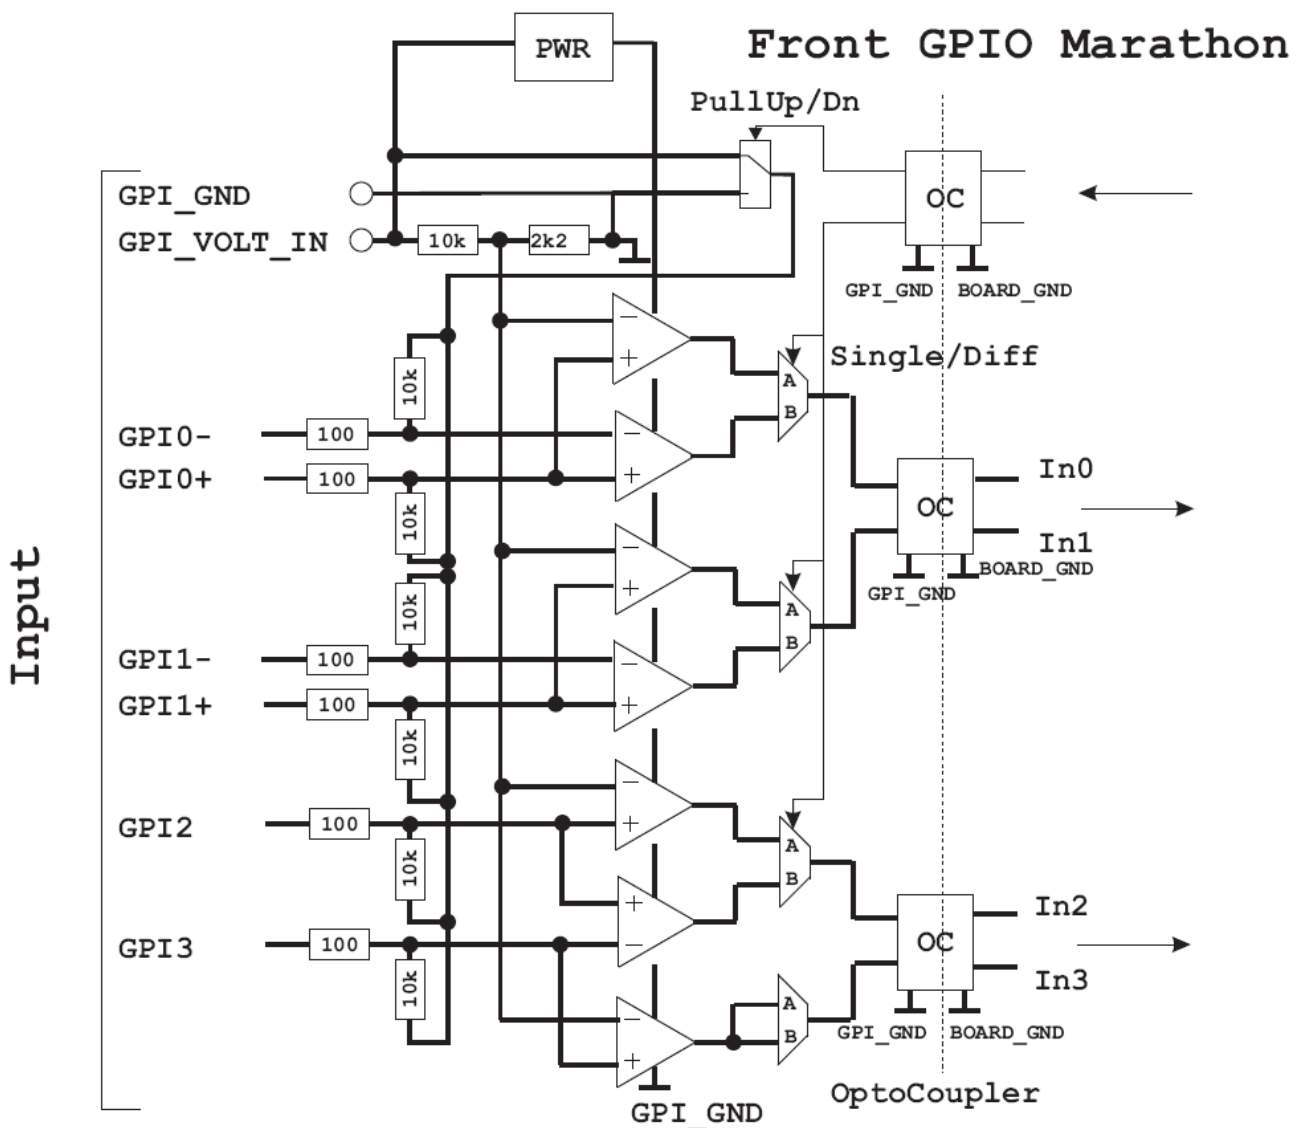 PWR
Front GPIO Marathon
PullUp/Dn
GPI_GND
OC
GPI_VOLT_IN
10k
2k2
GPI_GND
BOARD_GND
−
+
Single/Diff
A
B
10k
GPI0-
100
−
+
GPI0+
100
10k
OC
In0
In1
GPI_GND
BOARD_GND
−
+
A
B
10k
GPI1-
100
−
+
GPI1+
100
10k
Input
−
+
A
B
GPI2
100
10k
+
−
OC
In2
In3
GPI3
100
10k
A
B
GPI_GND
BOARD_GND
−
+
GPI_GND
OptoCoupler